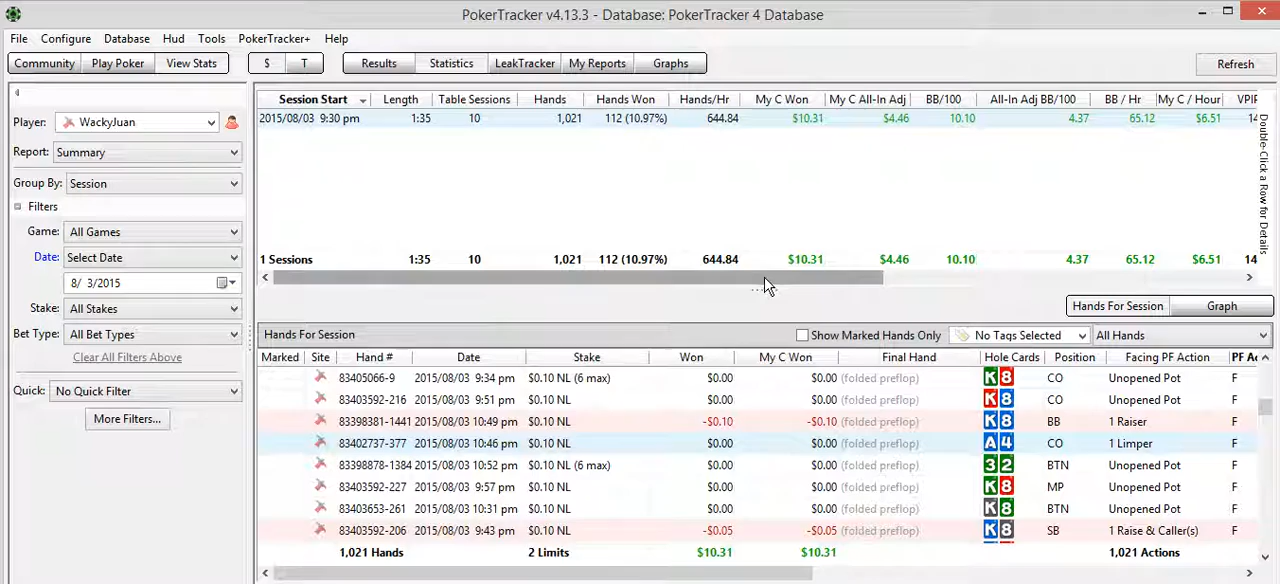 PokerTracker v4.13.3 - Database: PokerTracker 4 Database
File Configure Database Hud Tools PokerTracker+ Help
Community Play Poker View Stats $ T Results Statistics LeakTracker My Reports Graphs Refresh
Player: WackyJuan
Report: Summary
Group By: Session
Filters
Game: All Games
Date: Select Date
8/ 3/2015
Stake: All Stakes
Bet Type: All Bet Types
Clear All Filters Above
Quick: No Quick Filter
More Filters...
Session Start Length Table Sessions Hands Hands Won Hands/Hr My C Won My C All-In Adj BB/100 All-In Adj BB/100 BB / Hr My C / Hour VPIP
2015/08/03 9:30 pm 1:35 10 1,021 112 (10.97%) 644.84 $10.31 $4.46 10.10 4.37 65.12 $6.51 14
1 Sessions 1:35 10 1,021 112 (10.97%) 644.84 $10.31 $4.46 10.10 4.37 65.12 $6.51 14
Double-Click a Row for Details
Hands For Session Graph
Hands For Session Show Marked Hands Only No Tags Selected All Hands
Marked Site Hand # Date Stake Won My C Won Final Hand Hole Cards Position Facing PF Action PF Ac
83405066-9 2015/08/03 9:34 pm $0.10 NL (6 max) $0.00 $0.00 (folded preflop) K 8 CO Unopened Pot F
83403592-216 2015/08/03 9:51 pm $0.10 NL $0.00 $0.00 (folded preflop) K 8 CO Unopened Pot F
83398381-1441 2015/08/03 10:49 pm $0.10 NL -$0.10 -$0.10 (folded preflop) K 8 BB 1 Raiser F
83402737-377 2015/08/03 10:46 pm $0.10 NL $0.00 $0.00 (folded preflop) A 4 CO 1 Limper F
83398878-1384 2015/08/03 10:52 pm $0.10 NL (6 max) $0.00 $0.00 (folded preflop) 3 2 BTN Unopened Pot F
83403592-227 2015/08/03 9:57 pm $0.10 NL $0.00 $0.00 (folded preflop) K 8 MP Unopened Pot F
83403653-261 2015/08/03 10:31 pm $0.10 NL $0.00 $0.00 (folded preflop) K 8 BTN Unopened Pot F
83403592-206 2015/08/03 9:43 pm $0.10 NL -$0.05 -$0.05 (folded preflop) K 8 SB 1 Raise & Caller(s) F
1,021 Hands 2 Limits $10.31 $10.31 1,021 Actions